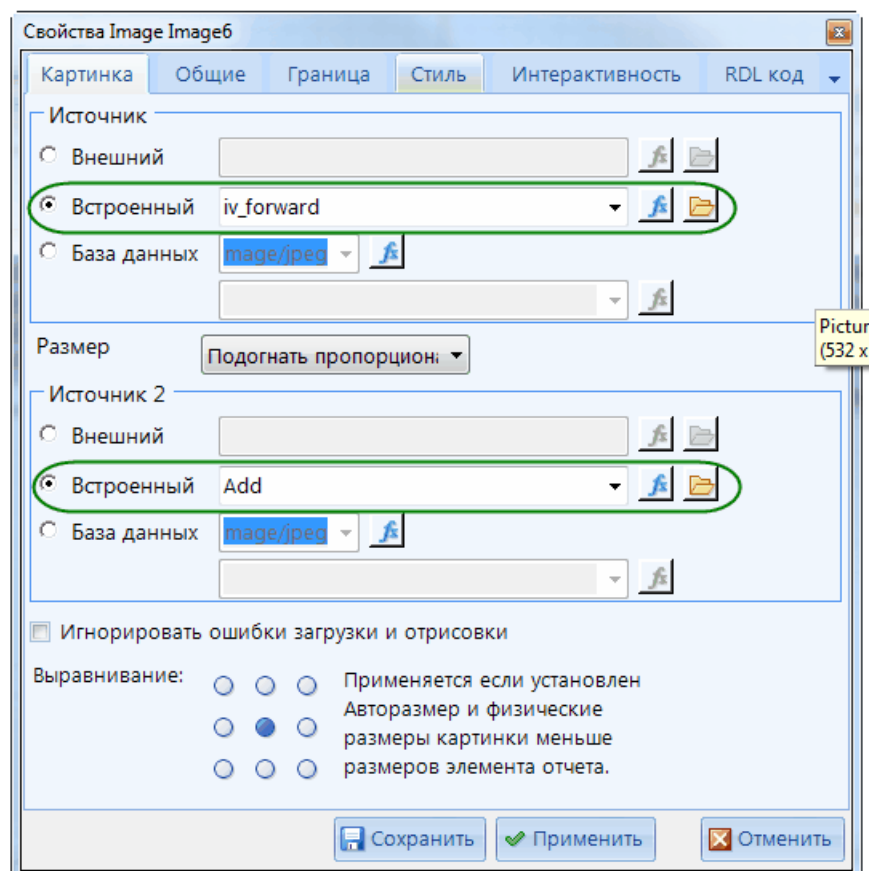 Свойства Image Image6
Картинка Общие Граница Стиль Интерактивность RDL код
Источник
Внешний
Встроенный iv_forward
База данных mage/jpeg
Размер Подогнать пропорциона
Pictur
(532 x
Источник 2
Внешний
Встроенный Add
База данных mage/jpeg
Игнорировать ошибки загрузки и отрисовки
Выравнивание: Применяется если установлен
Авторазмер и физические
размеры картинки меньше
размеров элемента отчета.
Сохранить Применить Отменить